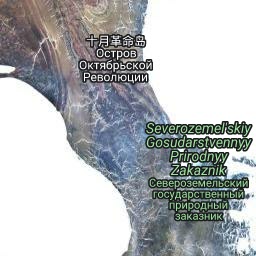 十月革命岛
Остров
Октябрьской
Революции
Severozemel'skiy
Gosudarstvennyy
Prirodnyy
Zakaznik
Североземельский
государственный
природный
заказник